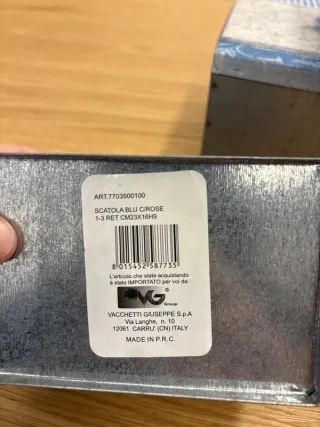 ART.7703500100
SCATOLA BLU C/ROSE
1-3 RET CM23X16H9
8 015452 587735
L'articolo che state acquistando
è stato IMPORTATO per voi da:
VG ®
Group
VACCHETTI GIUSEPPE S.p.A
Via Langhe, n. 10
12061 CARRU' (CN) ITALY
MADE IN P.R.C.